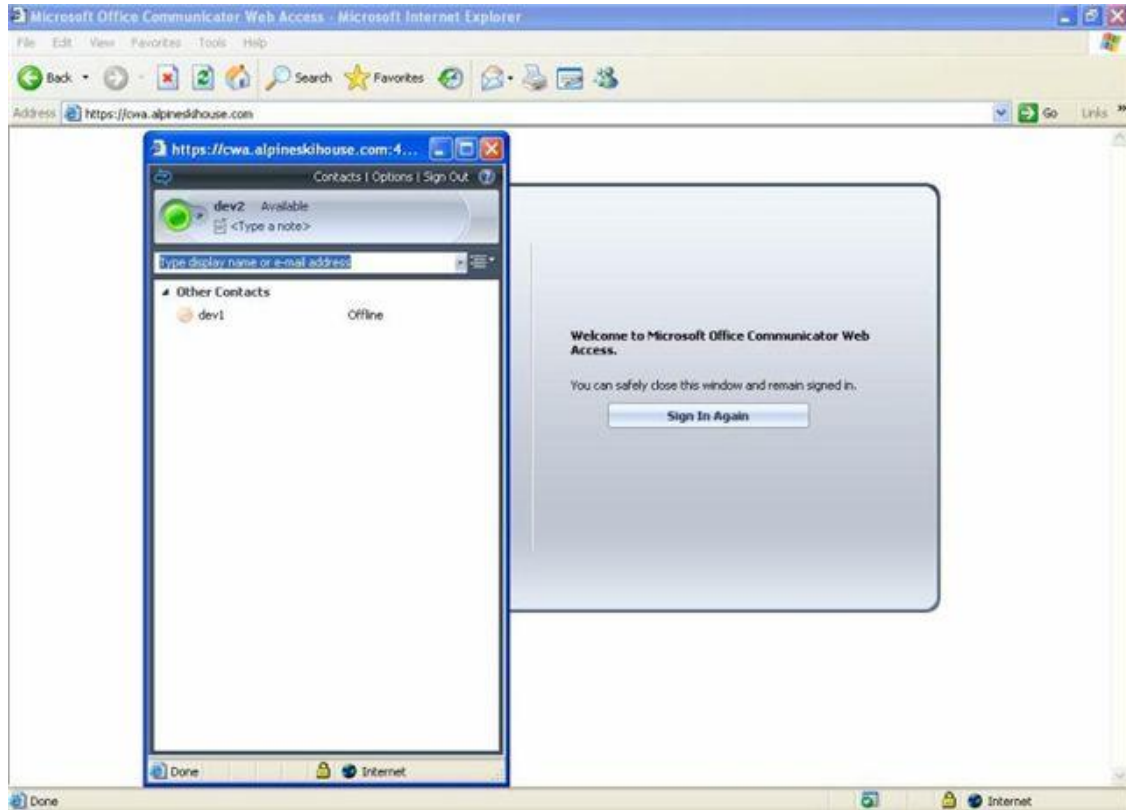 Microsoft Office Communicator Web Access - Microsoft Internet Explorer
File Edit View Favorites Tools Help
Back Search Favorites
Address https://cwa.alpineskihouse.com Go Links »
https://cwa.alpineskihouse.com:4...
Contacts | Options | Sign Out ?
dev2 Available
<Type a note>
Type display name or e-mail address
Other Contacts
dev1 Offline
Welcome to Microsoft Office Communicator Web
Access.
You can safely close this window and remain signed in.
Sign In Again
Done Internet
Done Internet